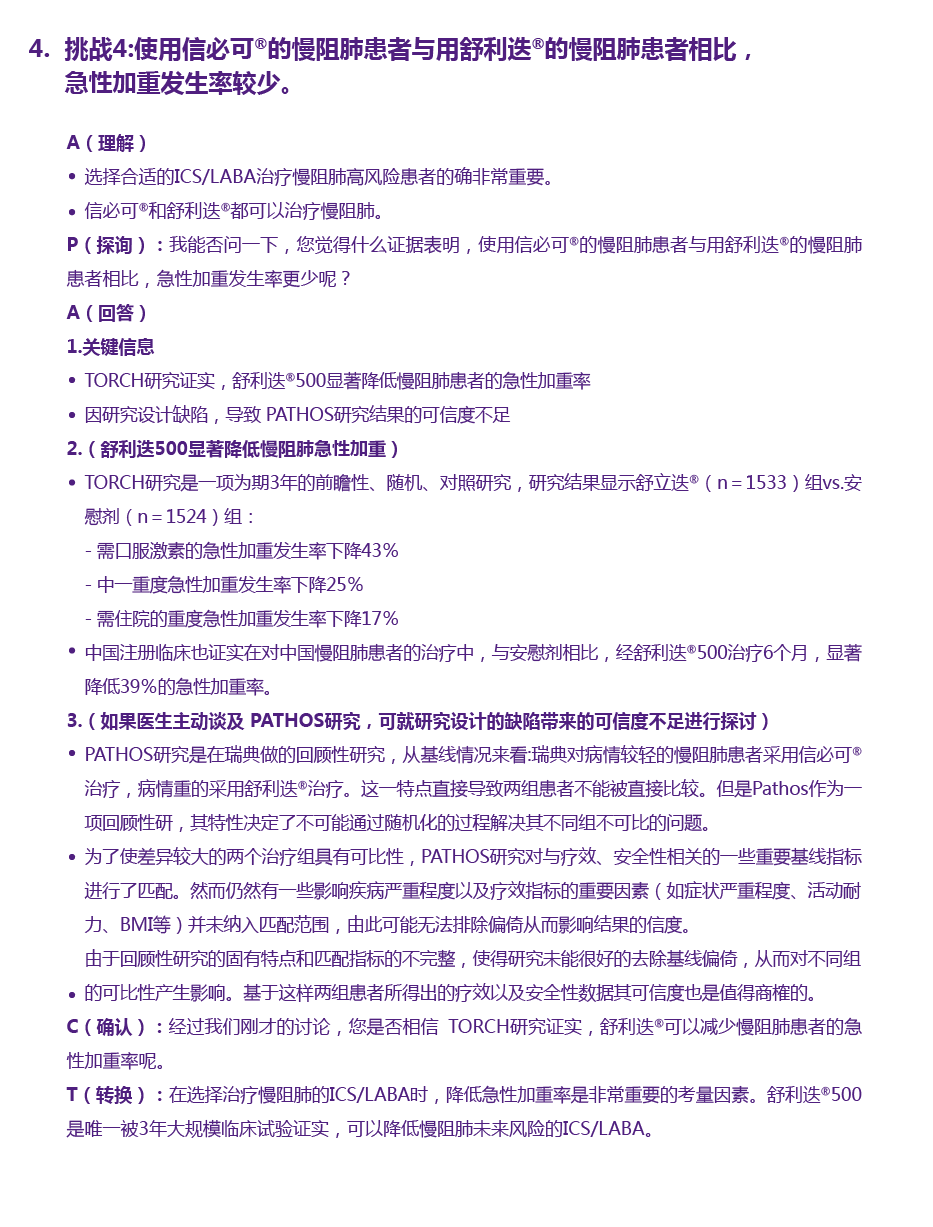 4. 挑战4:使用信必可®的慢阻肺患者与用舒利迭®的慢阻肺患者相比，
急性加重发生率较少。
A（理解）
• 选择合适的ICS/LABA治疗慢阻肺高风险患者的确非常重要。
• 信必可®和舒利迭®都可以治疗慢阻肺。
P（探询）：我能否问一下，您觉得什么证据表明，使用信必可®的慢阻肺患者与用舒利迭®的慢阻肺
患者相比，急性加重发生率更少呢？
A（回答）
1.关键信息
• TORCH研究证实，舒利迭®500显著降低慢阻肺患者的急性加重率
• 因研究设计缺陷，导致 PATHOS研究结果的可信度不足
2.（舒利迭500显著降低慢阻肺急性加重）
• TORCH研究是一项为期3年的前瞻性、随机、对照研究，研究结果显示舒立迭®（n＝1533）组vs.安
慰剂（n＝1524）组：
- 需口服激素的急性加重发生率下降43%
- 中一重度急性加重发生率下降25%
- 需住院的重度急性加重发生率下降17%
• 中国注册临床也证实在对中国慢阻肺患者的治疗中，与安慰剂相比，经舒利迭®500治疗6个月，显著
降低39%的急性加重率。
3.（如果医生主动谈及 PATHOS研究，可就研究设计的缺陷带来的可信度不足进行探讨）
• PATHOS研究是在瑞典做的回顾性研究，从基线情况来看:瑞典对病情较轻的慢阻肺患者采用信必可®
治疗，病情重的采用舒利迭®治疗。这一特点直接导致两组患者不能被直接比较。但是Pathos作为一
项回顾性研，其特性决定了不可能通过随机化的过程解决其不同组不可比的问题。
• 为了使差异较大的两个治疗组具有可比性，PATHOS研究对与疗效、安全性相关的一些重要基线指标
进行了匹配。然而仍然有一些影响疾病严重程度以及疗效指标的重要因素（如症状严重程度、活动耐
力、BMI等）并未纳入匹配范围，由此可能无法排除偏倚从而影响结果的信度。
由于回顾性研究的固有特点和匹配指标的不完整，使得研究未能很好的去除基线偏倚，从而对不同组
• 的可比性产生影响。基于这样两组患者所得出的疗效以及安全性数据其可信度也是值得商榷的。
C（确认）：经过我们刚才的讨论，您是否相信 TORCH研究证实，舒利迭®可以减少慢阻肺患者的急
性加重率呢。
T（转换）：在选择治疗慢阻肺的ICS/LABA时，降低急性加重率是非常重要的考量因素。舒利迭®500
是唯一被3年大规模临床试验证实，可以降低慢阻肺未来风险的ICS/LABA。